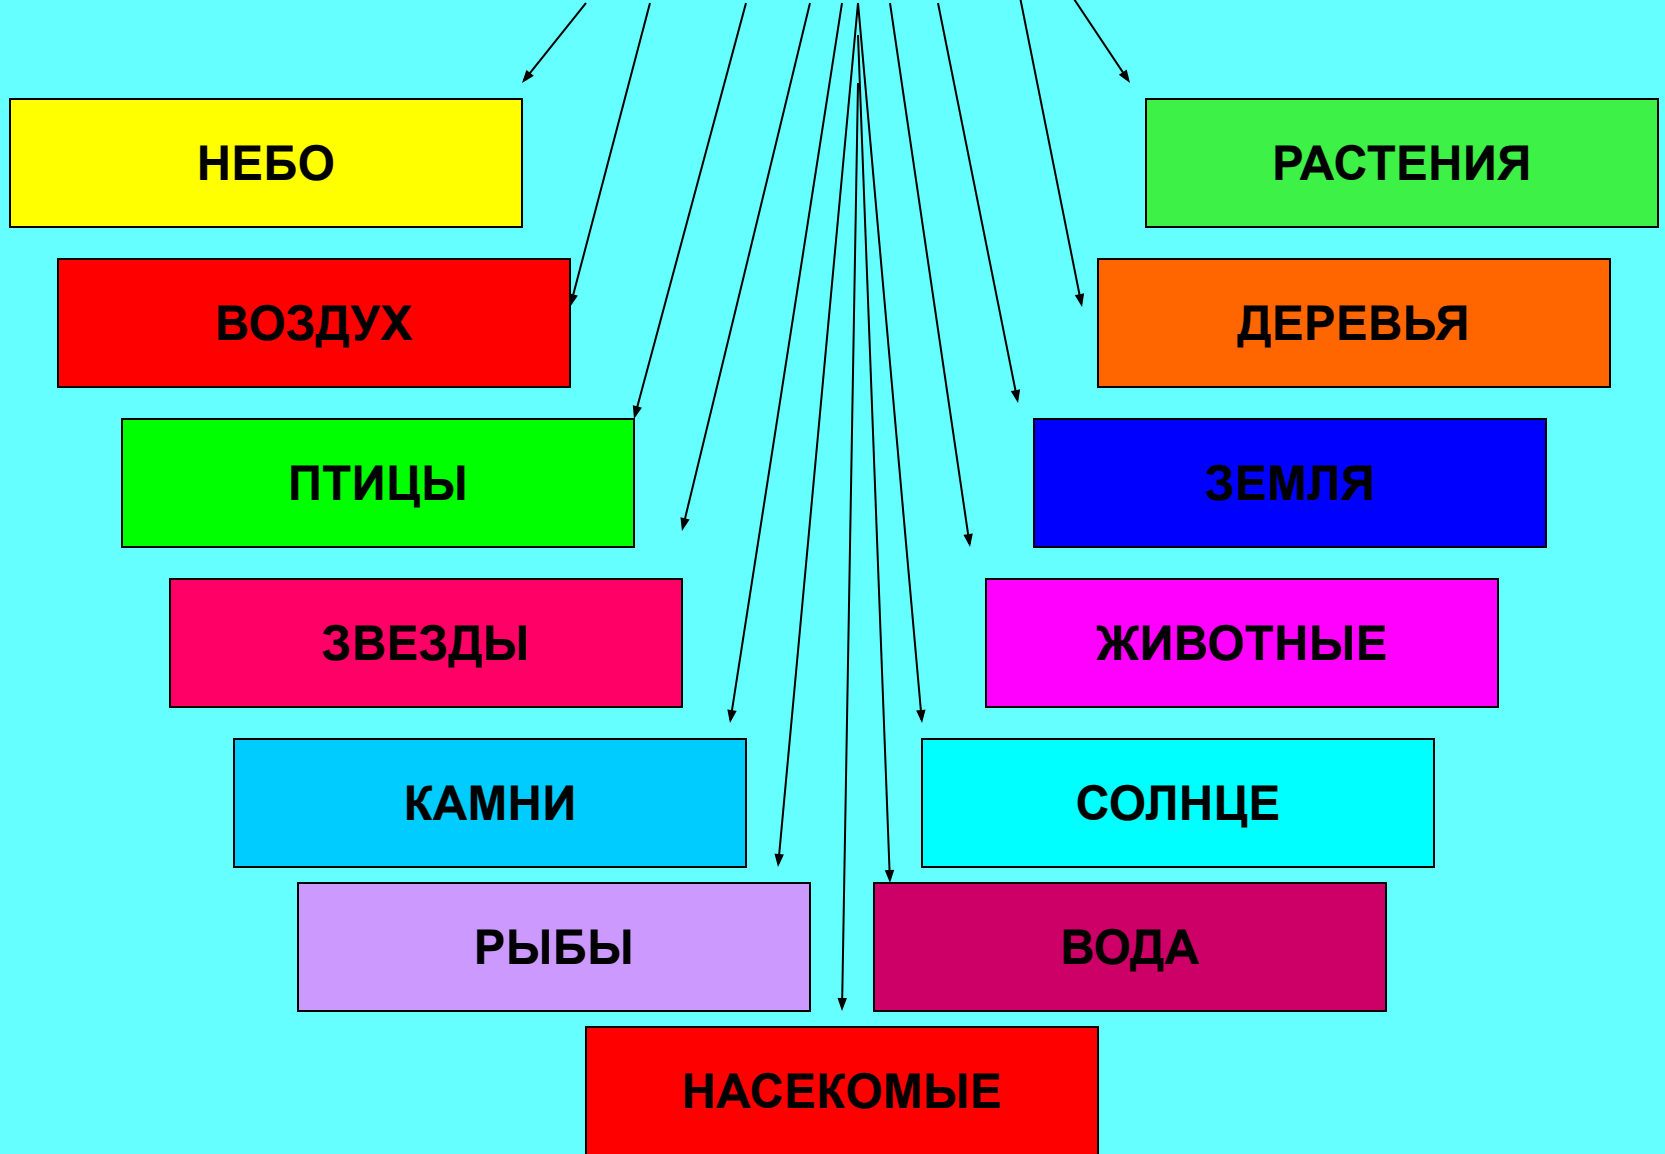 НЕБО
РАСТЕНИЯ
ВОЗДУХ
ДЕРЕВЬЯ
ПТИЦЫ
ЗЕМЛЯ
ЗВЕЗДЫ
ЖИВОТНЫЕ
КАМНИ
СОЛНЦЕ
РЫБЫ
ВОДА
НАСЕКОМЫЕ